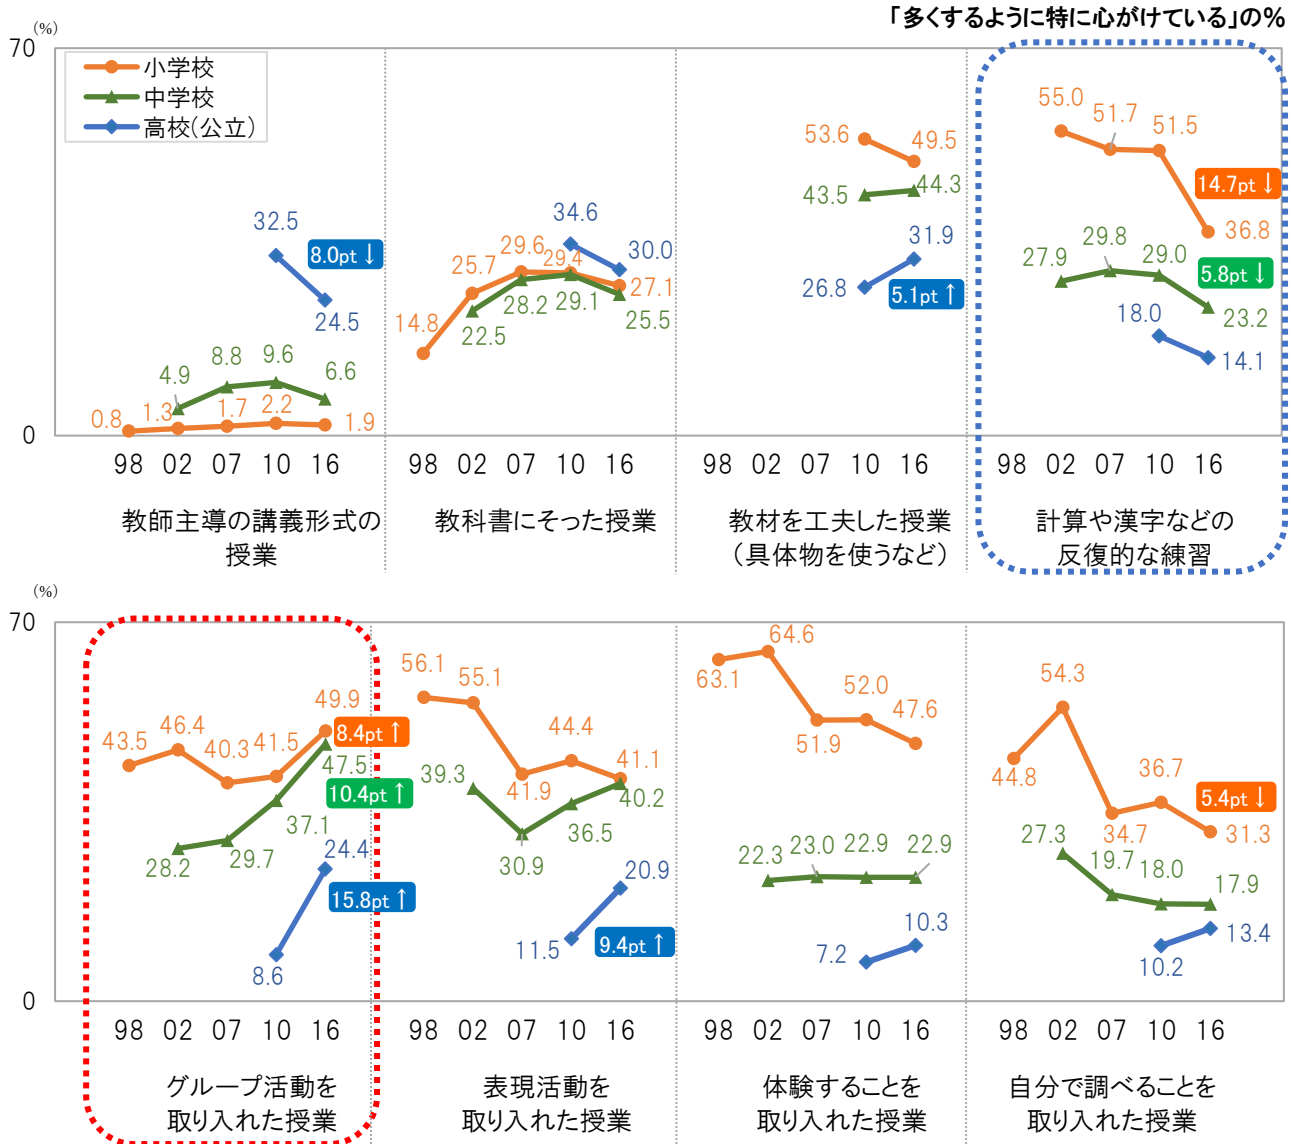 「多くするように特に心がけている」の%
(%)
70
小学校
中学校
高校(公立)
0
0.8
1.3
1.7
2.2
1.9
4.9
8.8
9.6
6.6
32.5
24.5
8.0pt ↓
98 02 07 10 16
教師主導の講義形式の
授業
14.8
25.7
29.6
29.4
27.1
22.5
28.2
29.1
25.5
34.6
30.0
98 02 07 10 16
教科書にそった授業
53.6
49.5
43.5
44.3
26.8
31.9
5.1pt ↑
98 02 07 10 16
教材を工夫した授業
(具体物を使うなど)
55.0
51.7
51.5
36.8
14.7pt ↓
27.9
29.8
29.0
23.2
5.8pt ↓
18.0
14.1
98 02 07 10 16
計算や漢字などの
反復的な練習
(%)
70
0
43.5
46.4
40.3
41.5
49.9
8.4pt ↑
28.2
29.7
37.1
47.5
10.4pt ↑
8.6
24.4
15.8pt ↑
98 02 07 10 16
グループ活動を
取り入れた授業
56.1
55.1
41.9
44.4
41.1
39.3
30.9
36.5
40.2
11.5
20.9
9.4pt ↑
98 02 07 10 16
表現活動を
取り入れた授業
63.1
64.6
51.9
52.0
47.6
22.3
23.0
22.9
22.9
7.2
10.3
98 02 07 10 16
体験することを
取り入れた授業
44.8
54.3
34.7
36.7
31.3
5.4pt ↓
27.3
19.7
18.0
17.9
10.2
13.4
98 02 07 10 16
自分で調べることを
取り入れた授業